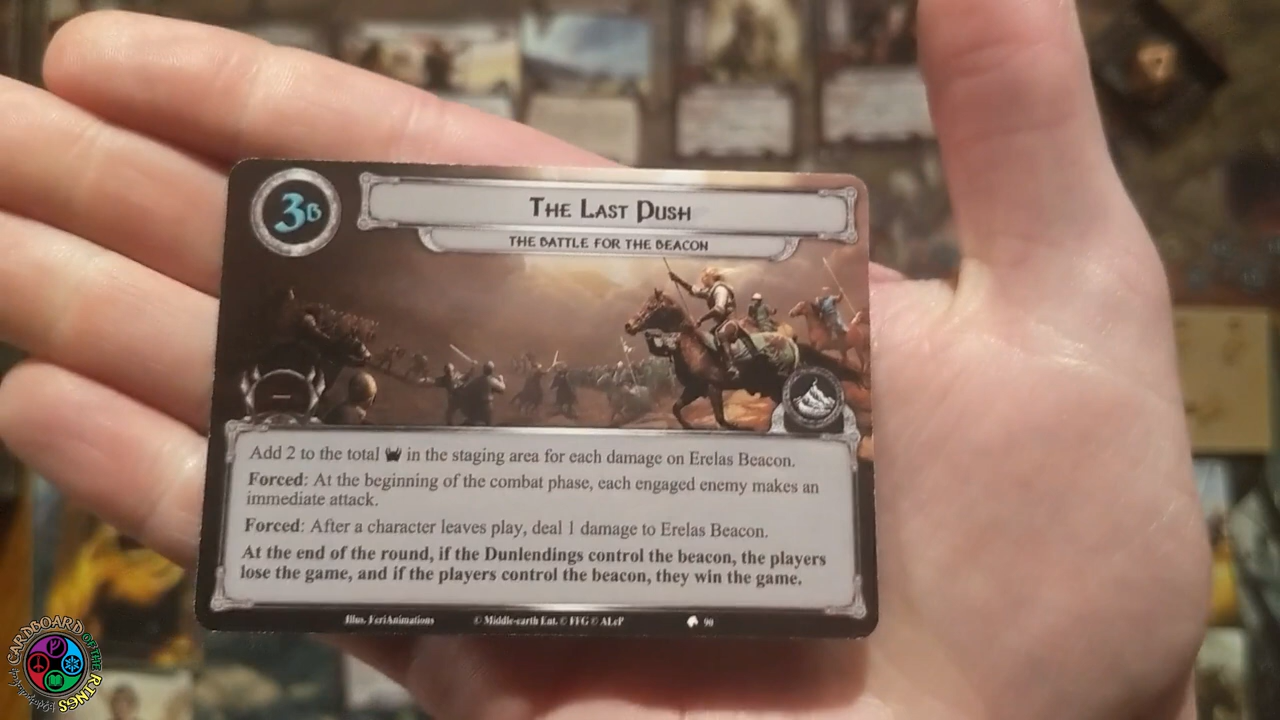 3B
The Last Push
The Battle for the Beacon
–
Add 2 to the total in the staging area for each damage on Erelas Beacon.
Forced: At the beginning of the combat phase, each engaged enemy makes an
immediate attack.
Forced: After a character leaves play, deal 1 damage to Erelas Beacon.
At the end of the round, if the Dunlendings control the beacon, the players
lose the game, and if the players control the beacon, they win the game.
Illus. FeriAnimations © Middle-earth Ent. © FFG © ALeP 90
CARDBOARD OF THE RINGS